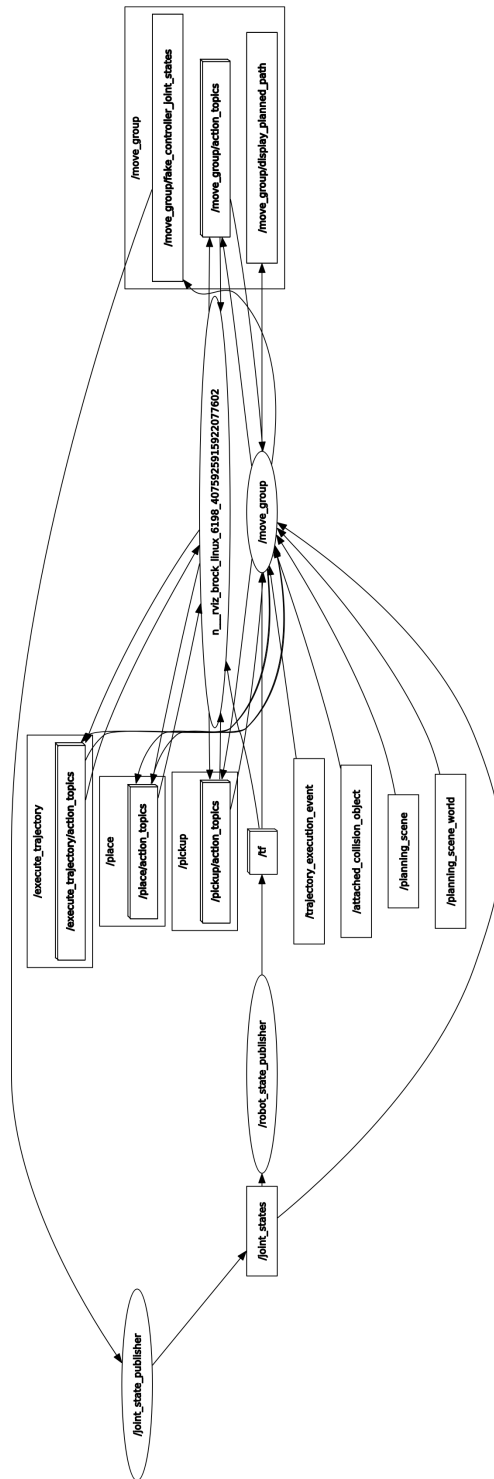 /joint_state_publisher
/joint_states
/robot_state_publisher
/execute_trajectory
/execute_trajectory/action_topics
/place
/place/action_topics
/pickup
/pickup/action_topics
/tf
/trajectory_execution_event
/attached_collision_object
/planning_scene
/planning_scene_world
n__rviz_brock_linux_6198_4075925915922077602
/move_group
/move_group
/move_group/fake_controller_joint_states
/move_group/action_topics
/move_group/display_planned_path